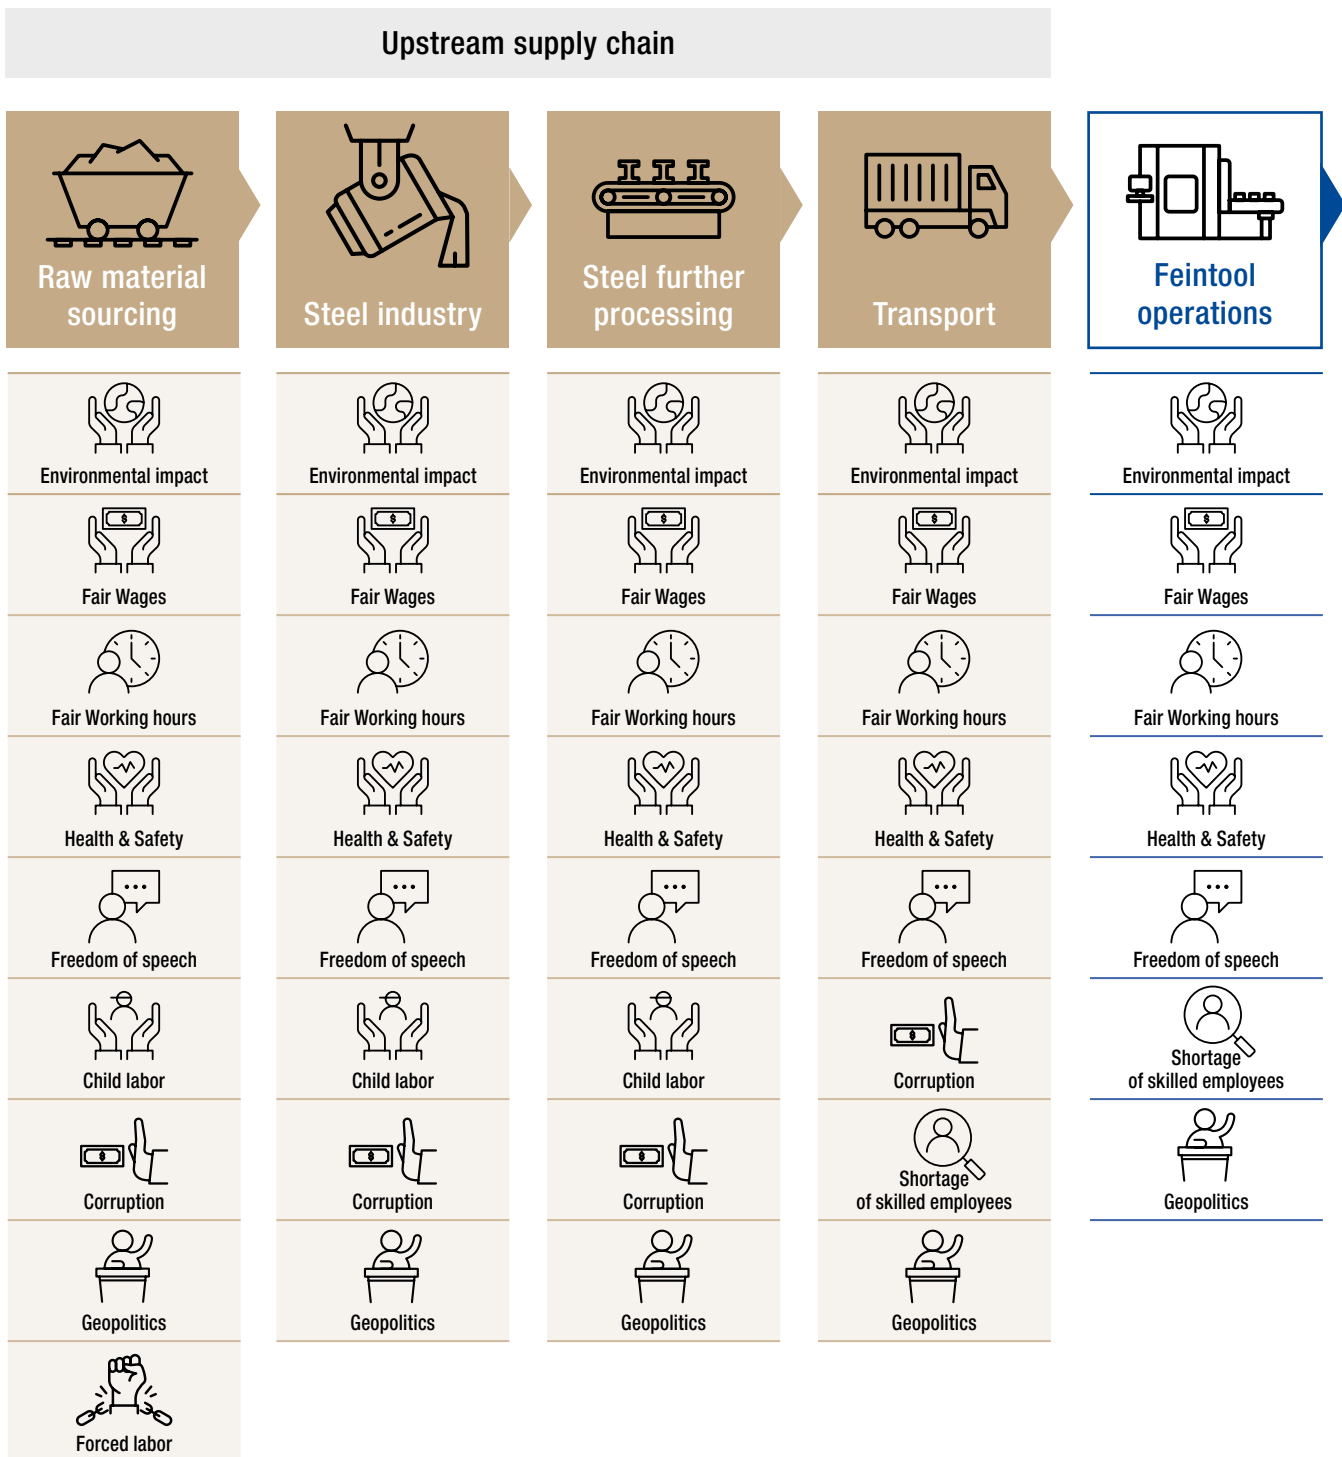 Upstream supply chain
Raw material
sourcing
Steel industry
Steel further
processing
Transport
Feintool
operations
Environmental impact
Environmental impact
Environmental impact
Environmental impact
Environmental impact
$
Fair Wages
$
Fair Wages
$
Fair Wages
$
Fair Wages
$
Fair Wages
Fair Working hours
Fair Working hours
Fair Working hours
Fair Working hours
Fair Working hours
Health & Safety
Health & Safety
Health & Safety
Health & Safety
Health & Safety
Freedom of speech
Freedom of speech
Freedom of speech
Freedom of speech
Freedom of speech
Child labor
Child labor
Child labor
$
Corruption
Shortage
of skilled employees
$
Corruption
$
Corruption
$
Corruption
Shortage
of skilled employees
Geopolitics
Geopolitics
Geopolitics
Geopolitics
Geopolitics
Forced labor